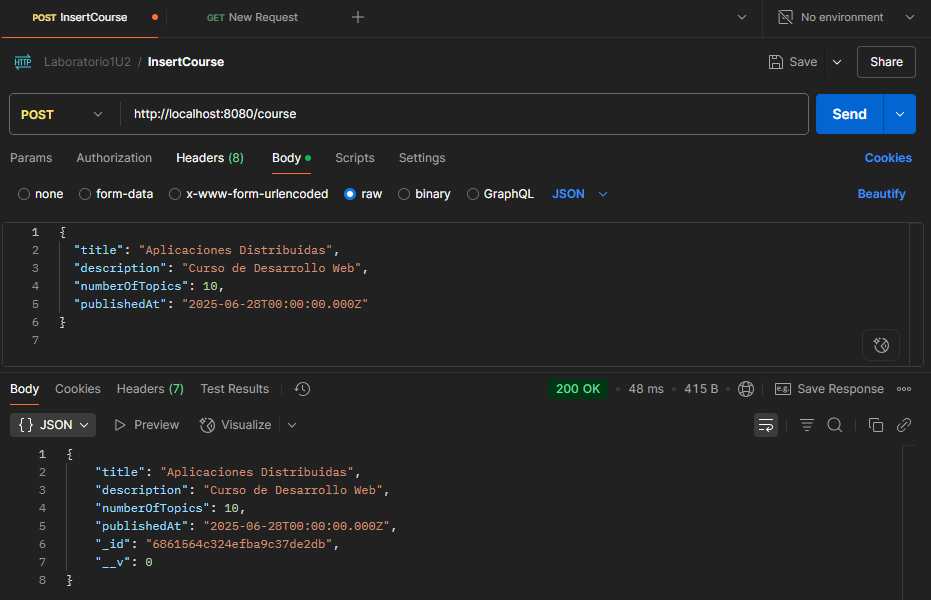 POST InsertCourse GET New Request No environment
HTTP Laboratorio1U2 / InsertCourse Save Share
POST http://localhost:8080/course Send
Params Authorization Headers (8) Body Scripts Settings Cookies
none form-data x-www-form-urlencoded raw binary GraphQL JSON Beautify
1 {
2 "title": "Aplicaciones Distribuidas",
3 "description": "Curso de Desarrollo Web",
4 "numberOfTopics": 10,
5 "publishedAt": "2025-06-28T00:00:00.000Z"
6 }
7
Body Cookies Headers (7) Test Results 200 OK • 48 ms • 415 B • e.g. Save Response
{} JSON Preview Visualize
1 {
2 "title": "Aplicaciones Distribuidas",
3 "description": "Curso de Desarrollo Web",
4 "numberOfTopics": 10,
5 "publishedAt": "2025-06-28T00:00:00.000Z",
6 "_id": "6861564c324efba9c37de2db",
7 "__v": 0
8 }